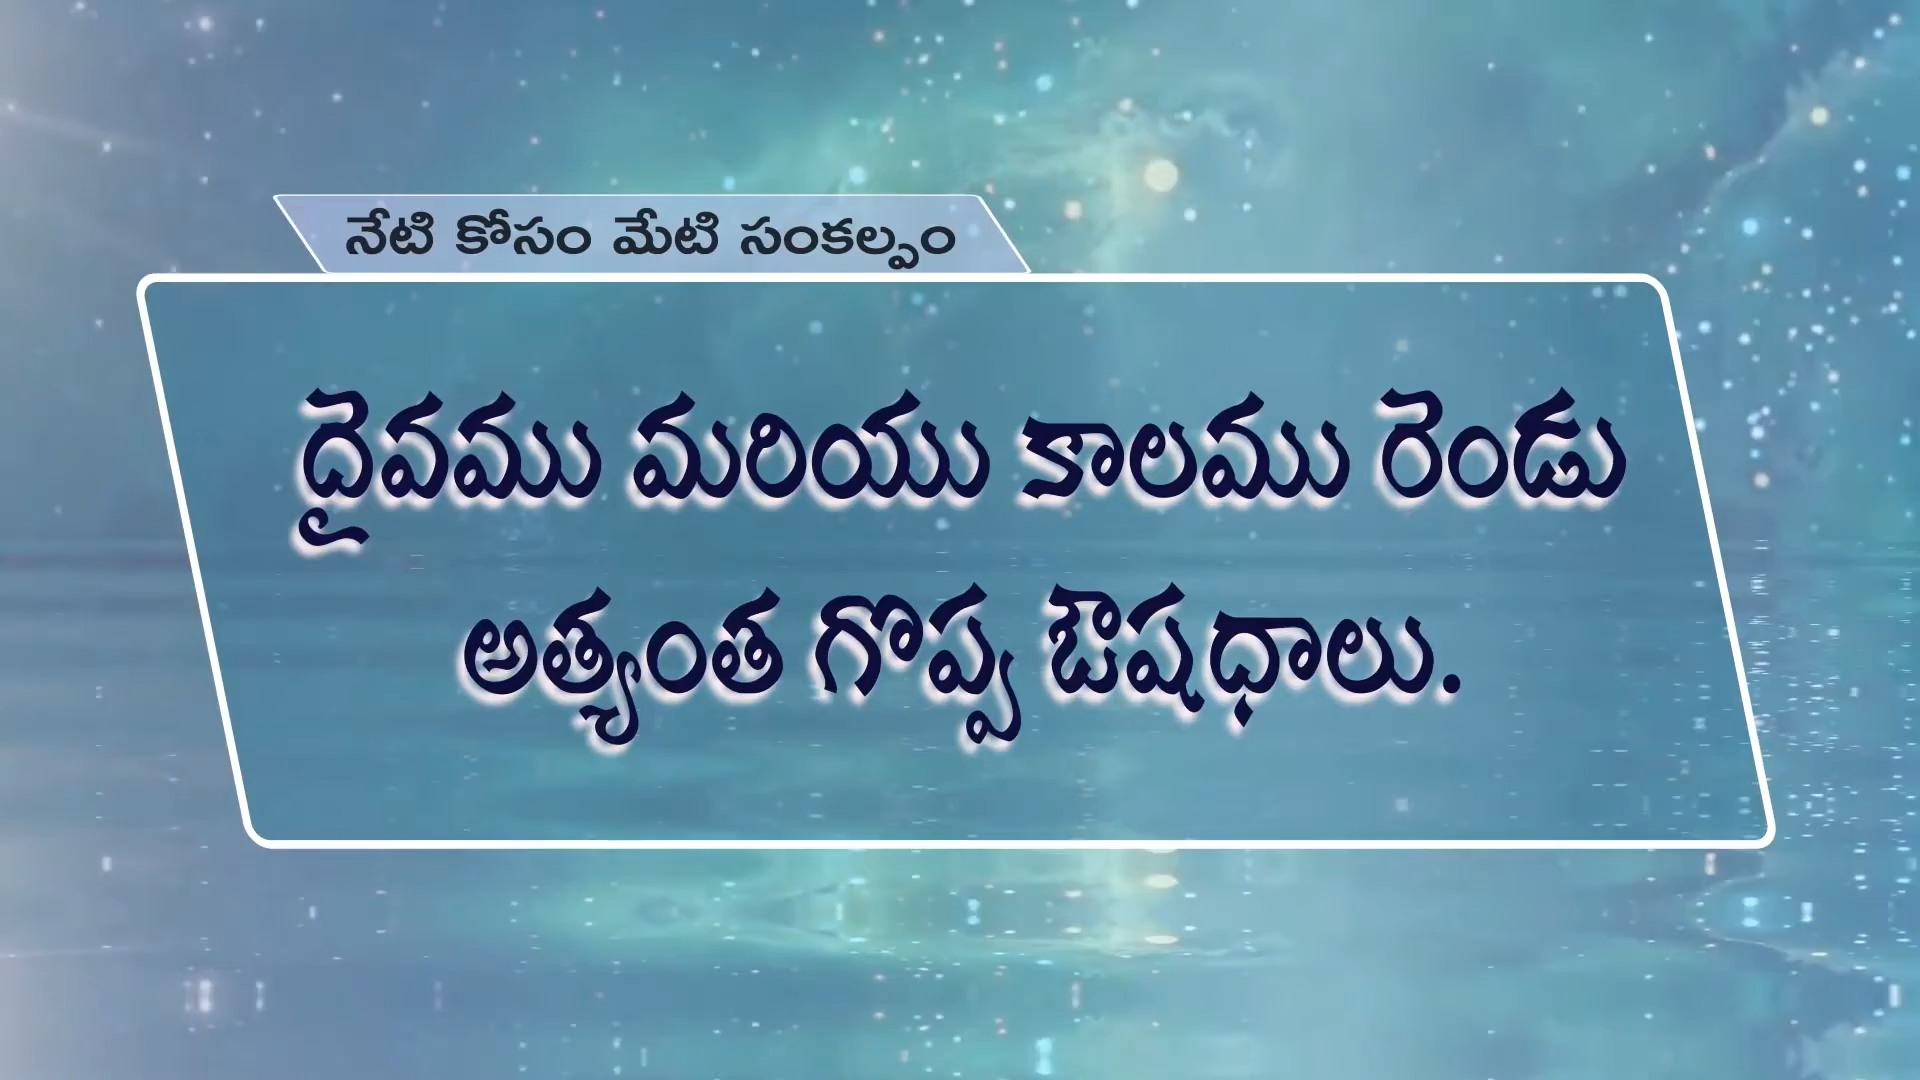 నేటి కోసం మేటి సంకల్పం
దైవము మరియు కాలము రెండు
అత్యంత గొప్ప ఔషధాలు.